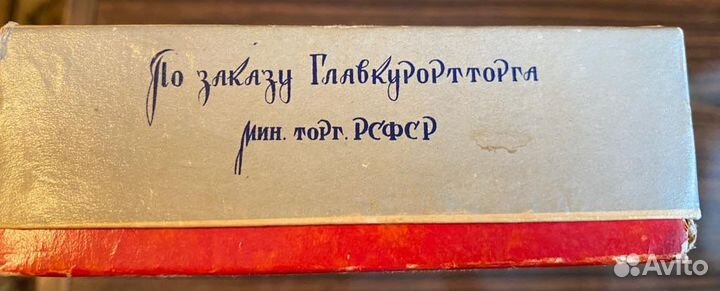 По заказу Главкурортторга
мин. торг. РСФСР
Avito